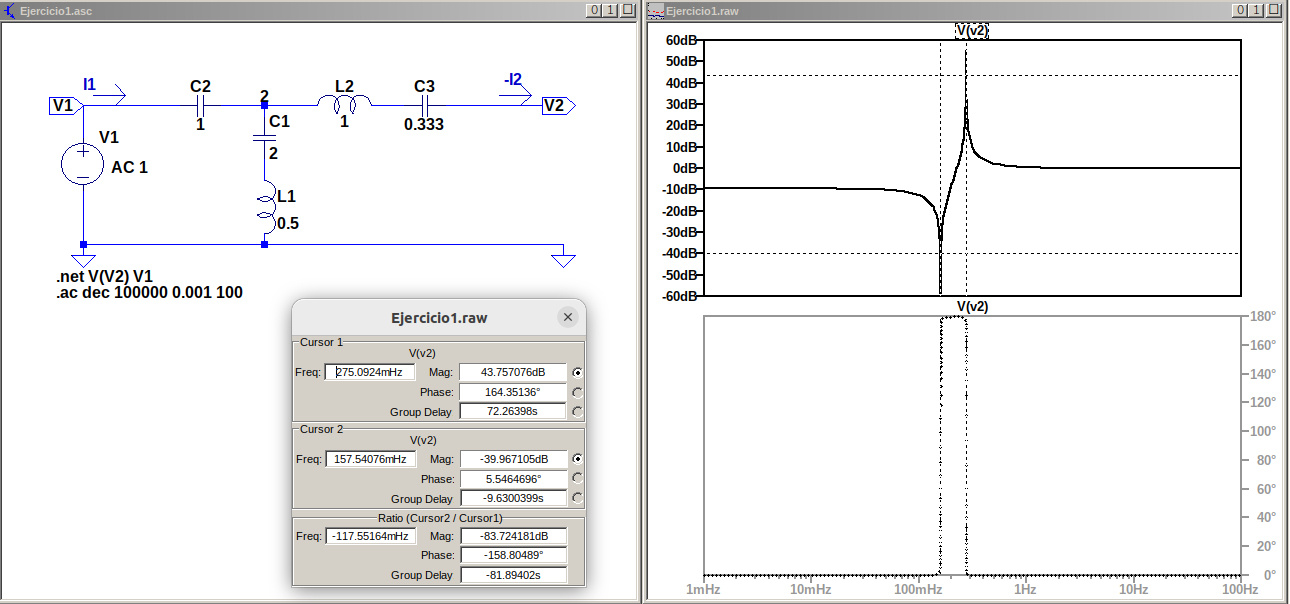 Ejercicio1.asc
I1
C2
L2
C3
-I2
V1
2
V2
C1
1
1
0.333
V1
2
AC 1
L1
0.5
.net V(V2) V1
.ac dec 100000 0.001 100
Ejercicio1.raw
Cursor 1
V(v2)
Freq: 275.0924mHz Mag: 43.757076dB
Phase: 164.35136°
Group Delay 72.26398s
Cursor 2
V(v2)
Freq: 157.54076mHz Mag: -39.967105dB
Phase: 5.5464696°
Group Delay -9.6300399s
Ratio (Cursor2 / Cursor1)
Freq: -117.55164mHz Mag: -83.724181dB
Phase: -158.80489°
Group Delay -81.89402s
Ejercicio1.raw
V(v2)
60dB
50dB
40dB
30dB
20dB
10dB
0dB
-10dB
-20dB
-30dB
-40dB
-50dB
-60dB
V(v2)
180°
160°
140°
120°
100°
80°
60°
40°
20°
0°
1mHz 10mHz 100mHz 1Hz 10Hz 100Hz